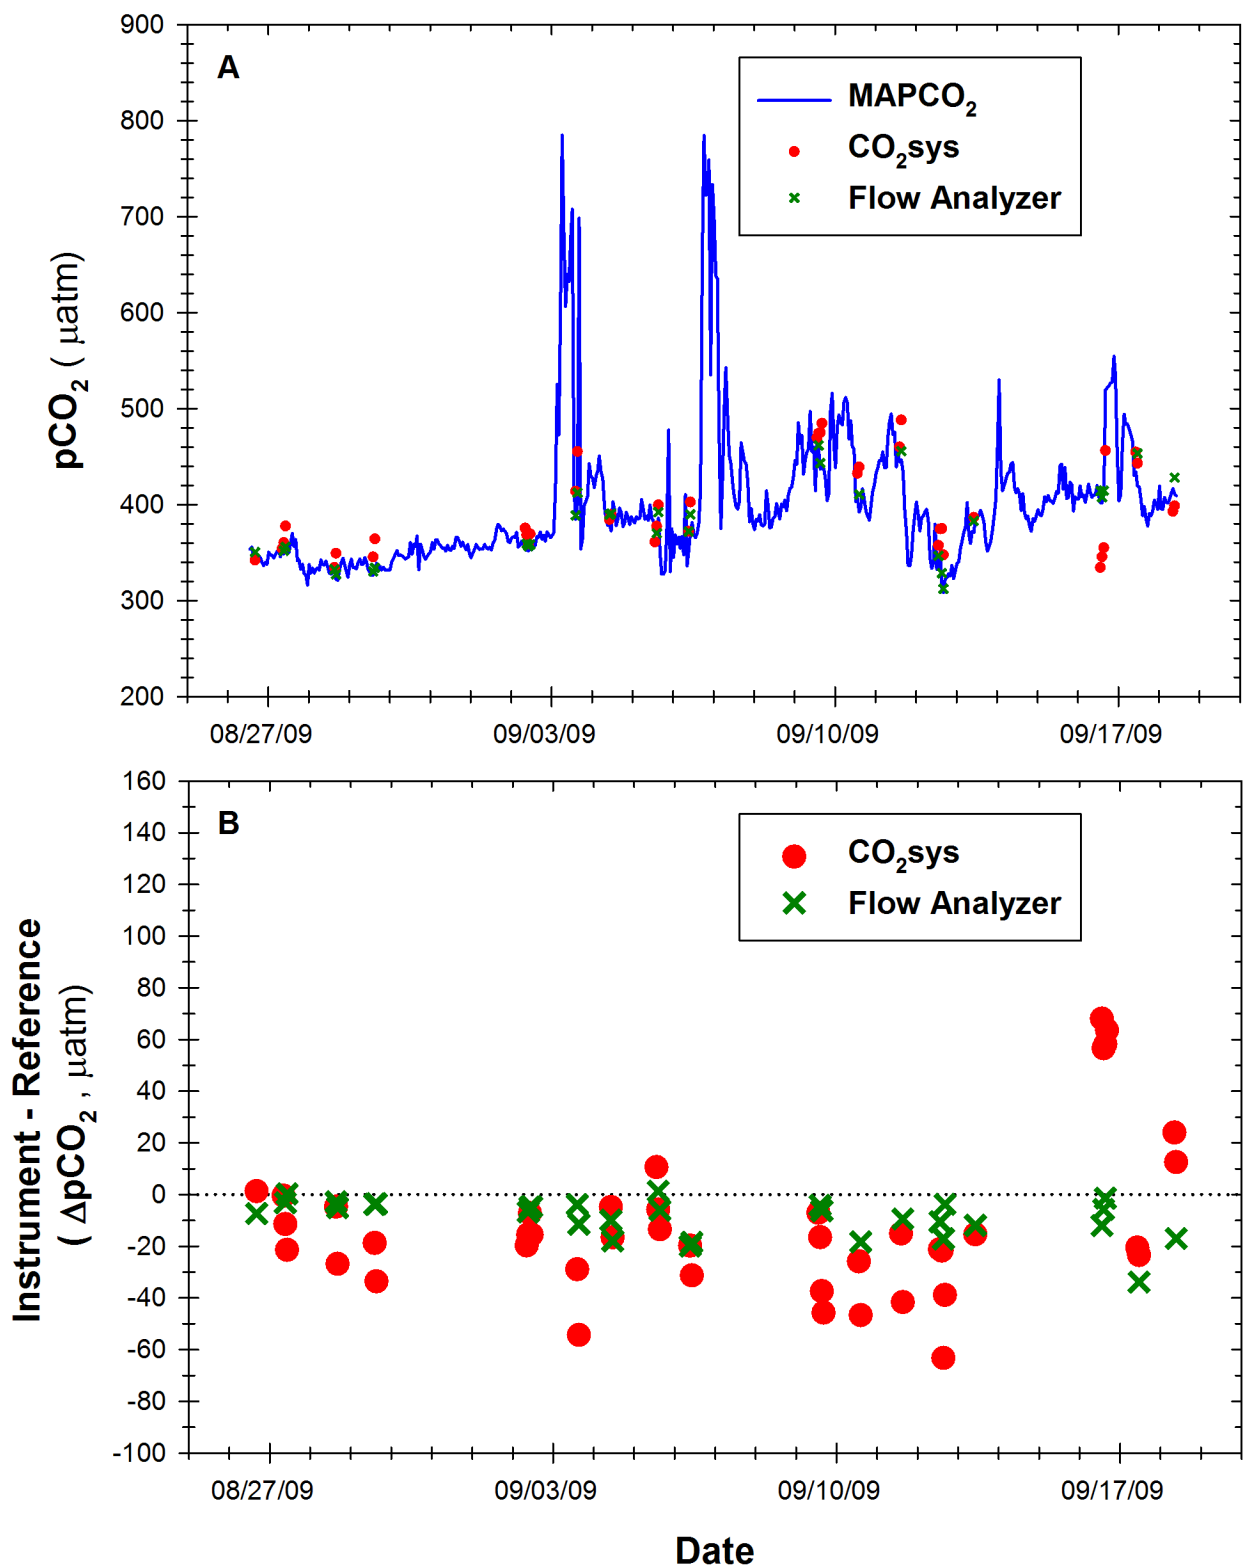 900
A
MAPCO2
CO2sys
Flow Analyzer
800
700
600
500
400
300
200
pCO2 ( μatm)
08/27/09 09/03/09 09/10/09 09/17/09
160
B
CO2sys
Flow Analyzer
140
120
100
80
60
40
20
0
-20
-40
-60
-80
-100
Instrument - Reference
( ΔpCO2 , μatm)
08/27/09 09/03/09 09/10/09 09/17/09
Date